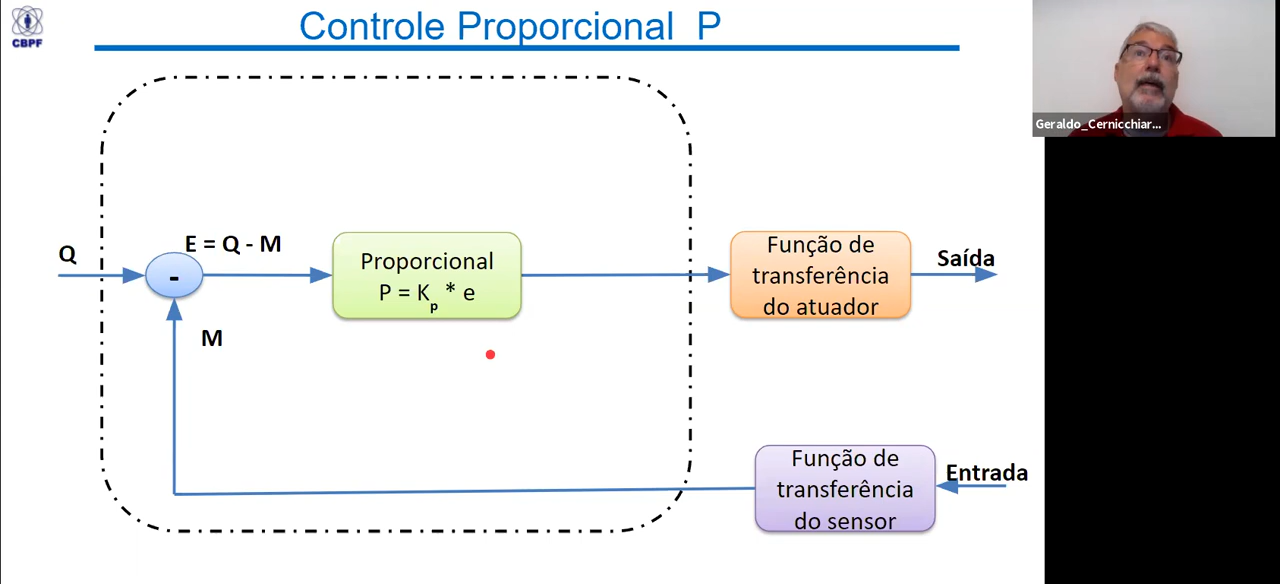 Controle Proporcional P
CBPF
Geraldo_Cernicchiar...
Q
E = Q - M
-
Proporcional
P = Kp * e
Função de
transferência
do atuador
Saída
M
Função de
transferência
do sensor
Entrada